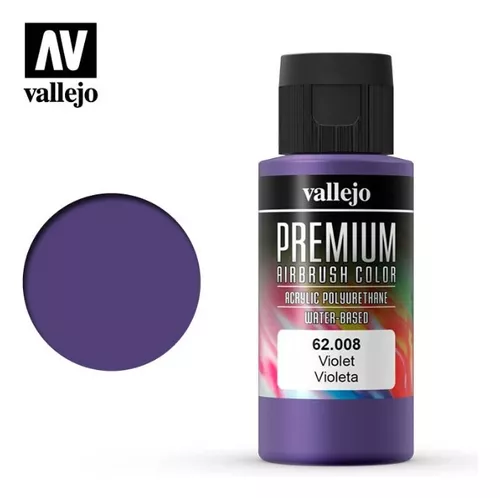 AV
vallejo
vallejo
PREMIUM
AIRBRUSH COLOR
ACRYLIC POLYURETHANE
WATER-BASED
62.008
Violet
Violeta